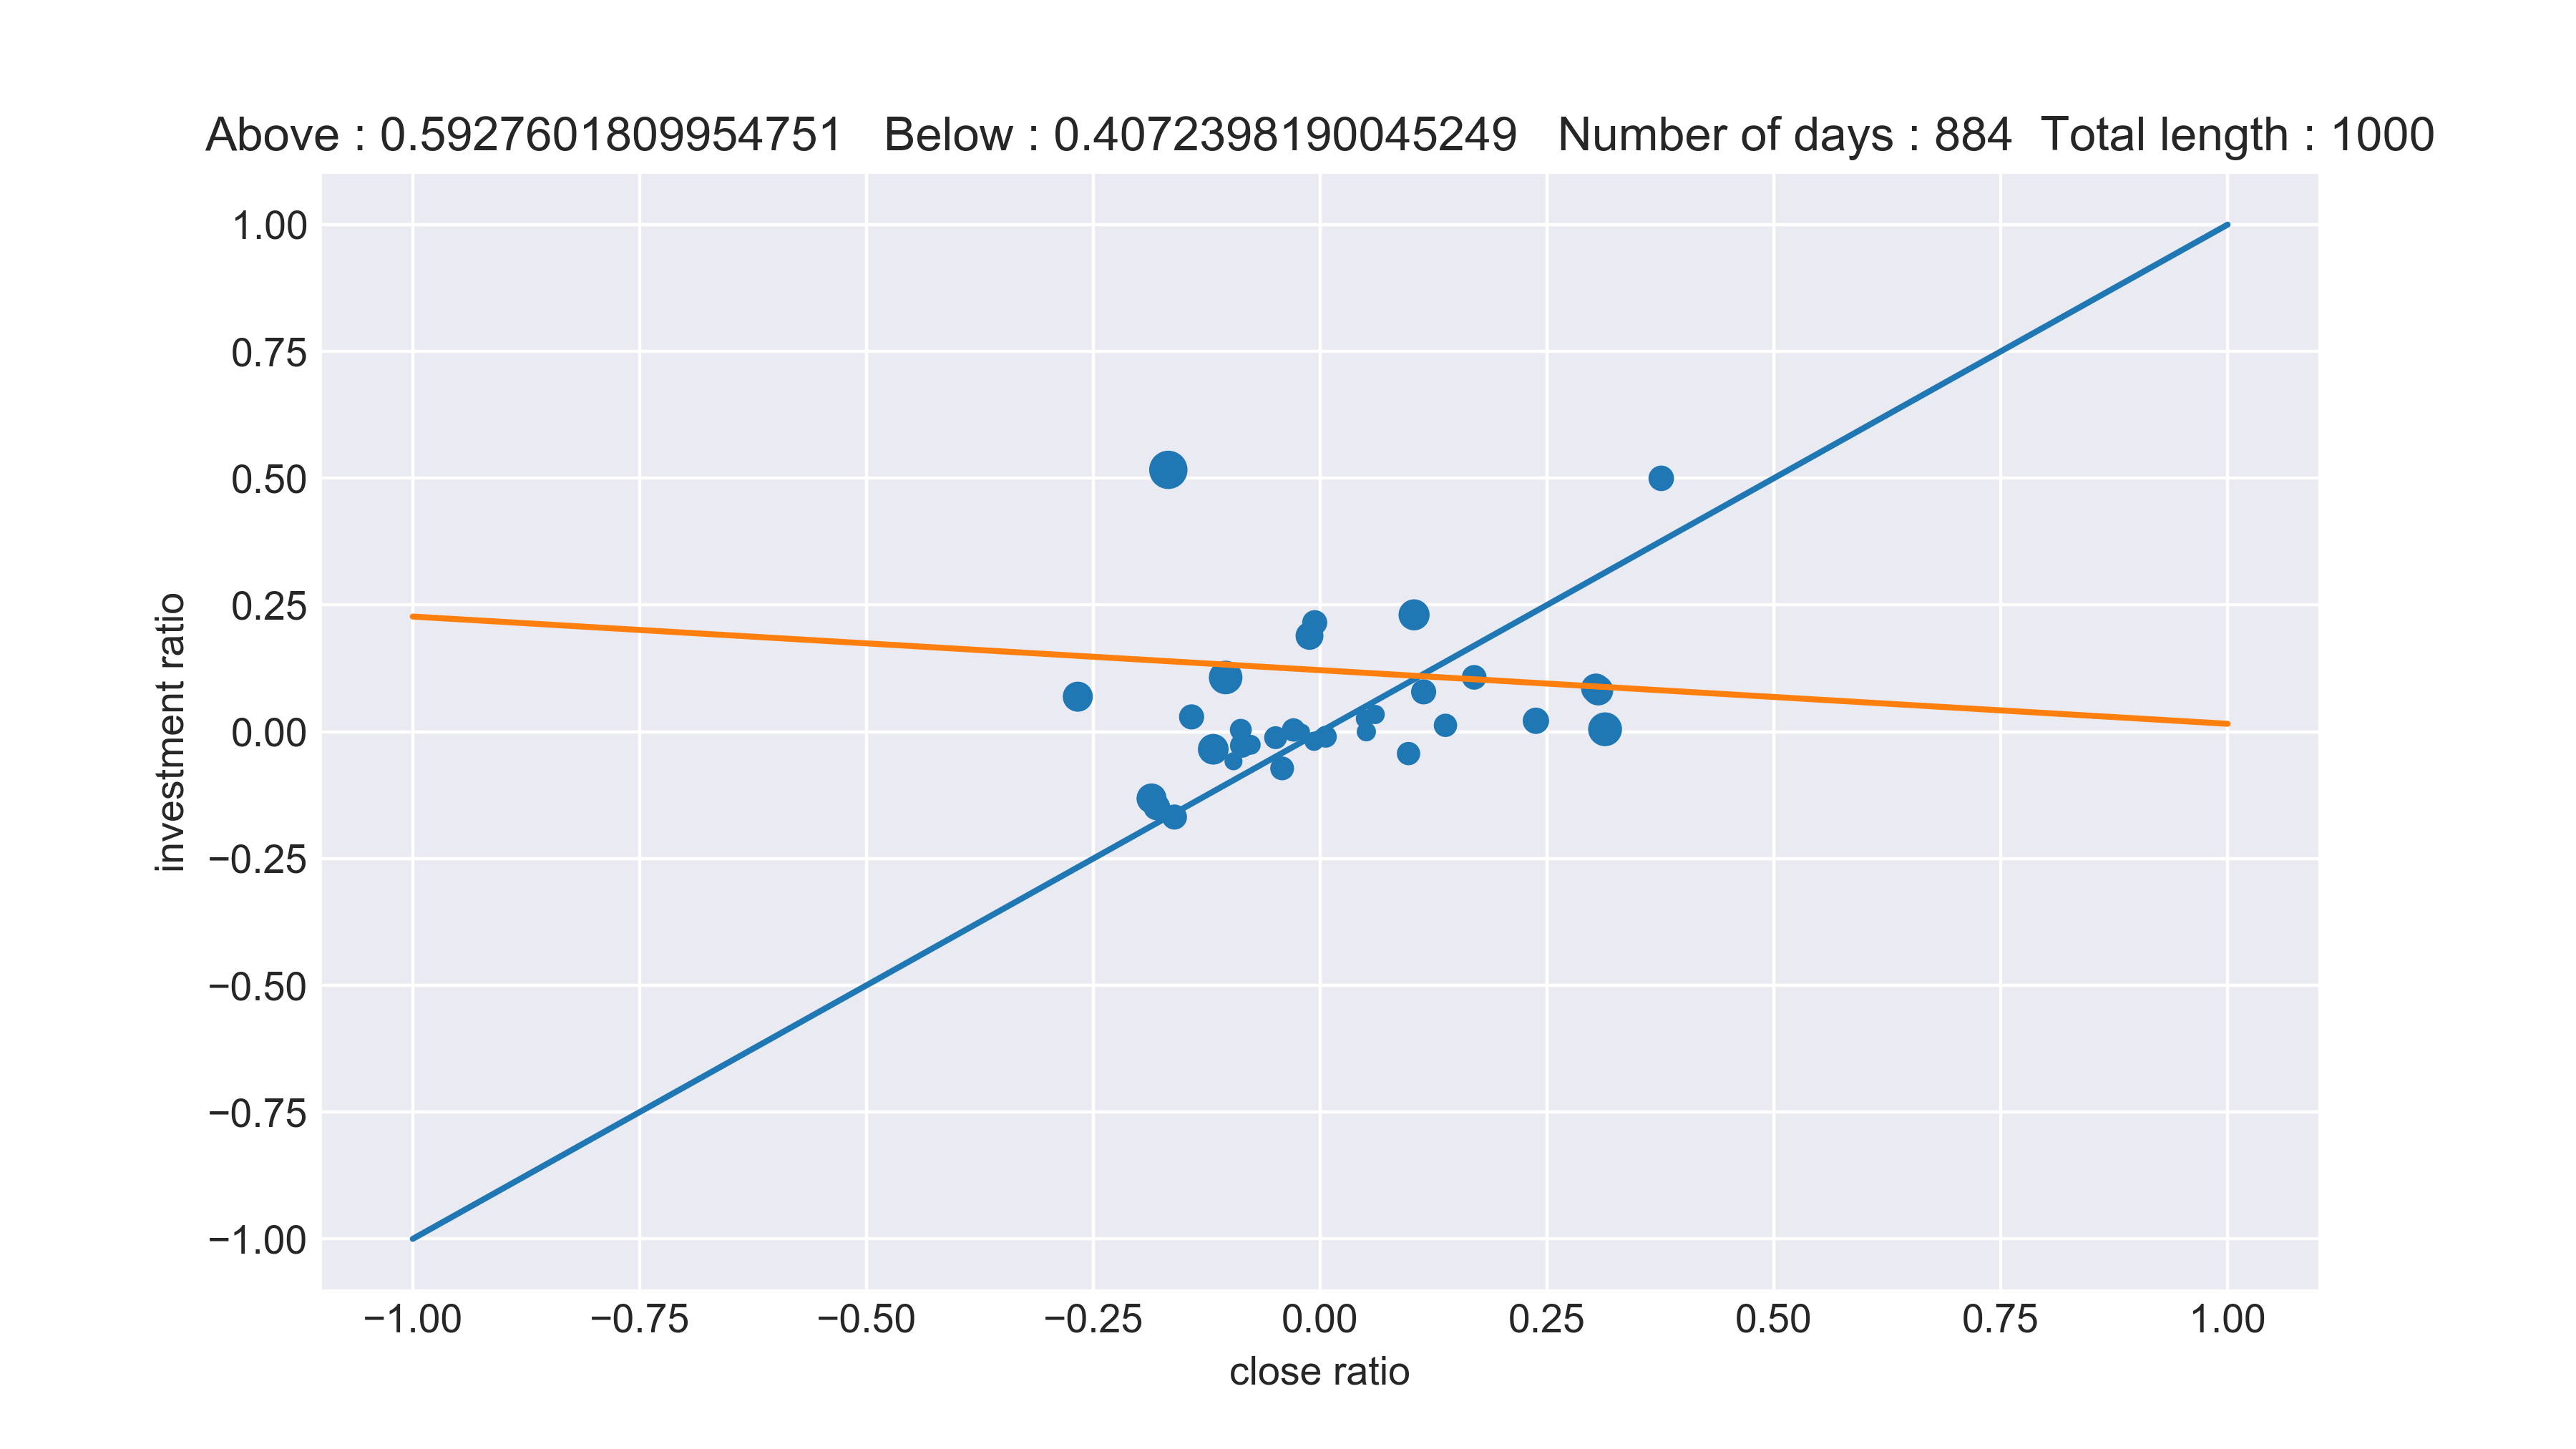 Above : 0.5927601809954751   Below : 0.4072398190045249   Number of days : 884  Total length : 1000
1.00
0.75
0.50
0.25
0.00
−0.25
−0.50
−0.75
−1.00
investment ratio
−1.00 −0.75 −0.50 −0.25 0.00 0.25 0.50 0.75 1.00
close ratio